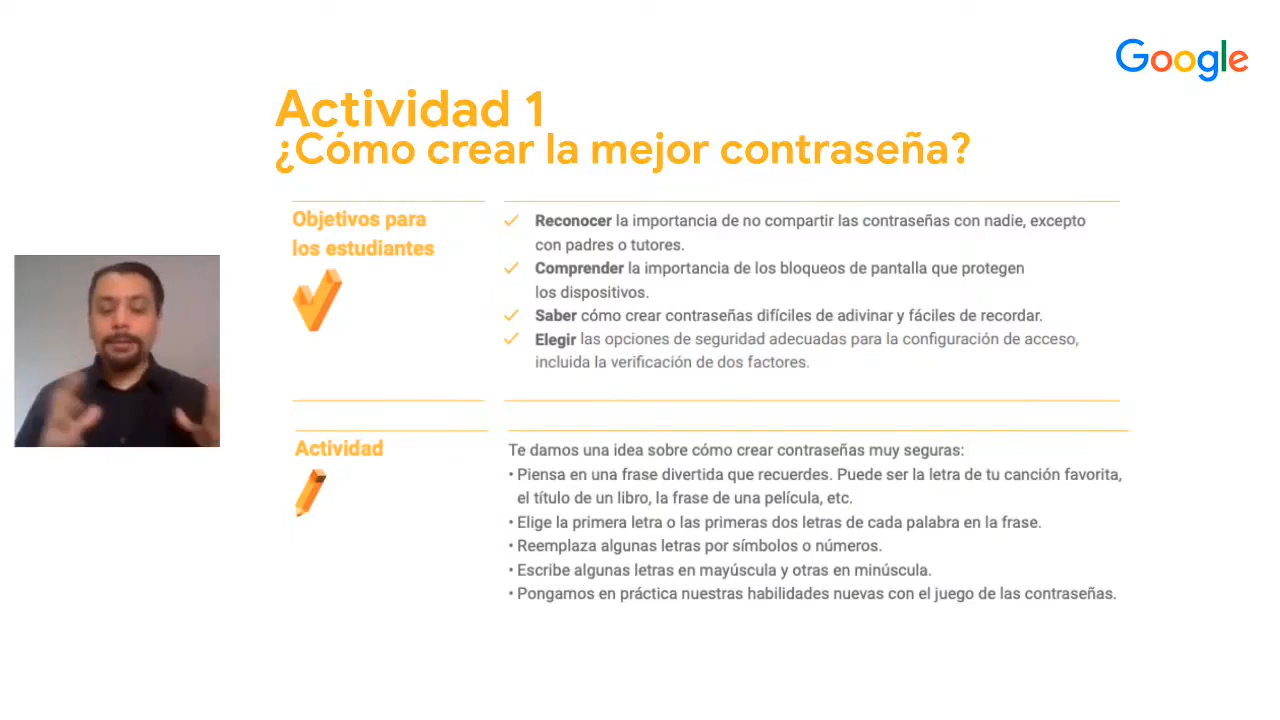 Google
Actividad 1
¿Cómo crear la mejor contraseña?
Objetivos para
los estudiantes
Reconocer la importancia de no compartir las contraseñas con nadie, excepto
con padres o tutores.
Comprender la importancia de los bloqueos de pantalla que protegen
los dispositivos.
Saber cómo crear contraseñas difíciles de adivinar y fáciles de recordar.
Elegir las opciones de seguridad adecuadas para la configuración de acceso,
incluida la verificación de dos factores.
Actividad
Te damos una idea sobre cómo crear contraseñas muy seguras:
• Piensa en una frase divertida que recuerdes. Puede ser la letra de tu canción favorita,
el título de un libro, la frase de una película, etc.
• Elige la primera letra o las primeras dos letras de cada palabra en la frase.
• Reemplaza algunas letras por símbolos o números.
• Escribe algunas letras en mayúscula y otras en minúscula.
• Pongamos en práctica nuestras habilidades nuevas con el juego de las contraseñas.